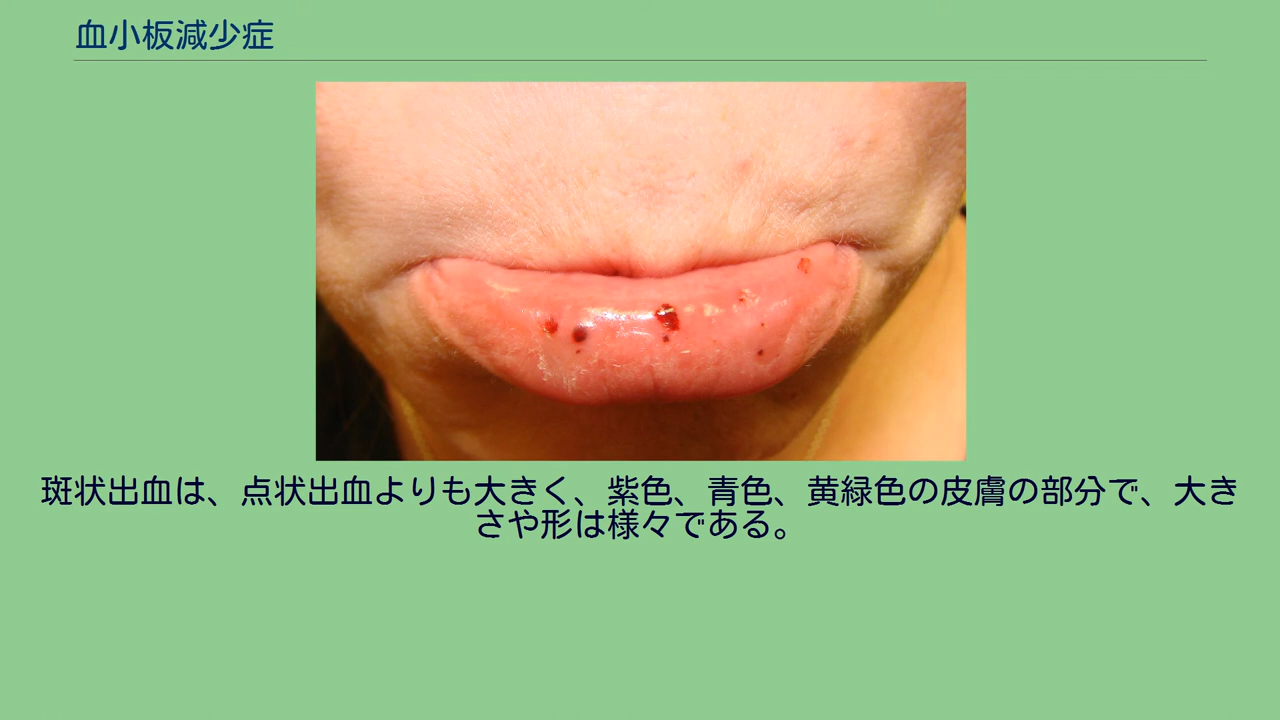 血小板減少症
斑状出血は、点状出血よりも大きく、紫色、青色、黄緑色の皮膚の部分で、大き
さや形は様々である。